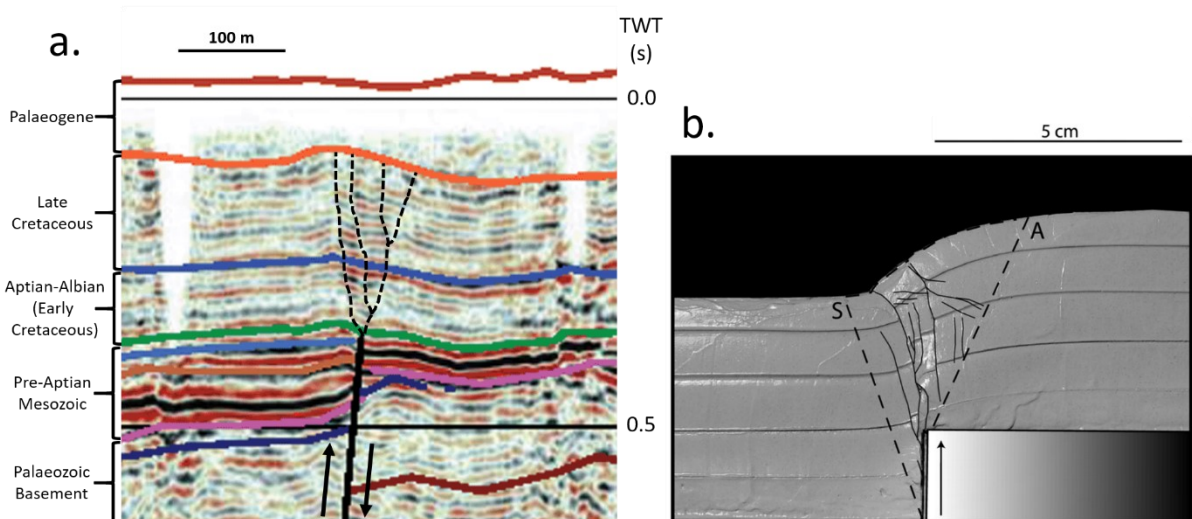 a.
100 m
TWT
(s)
0.0
Palaeogene
Late
Cretaceous
Aptian-Albian
(Early
Cretaceous)
Pre-Aptian
Mesozoic
0.5
Palaeozoic
Basement
b.
5 cm
A
S